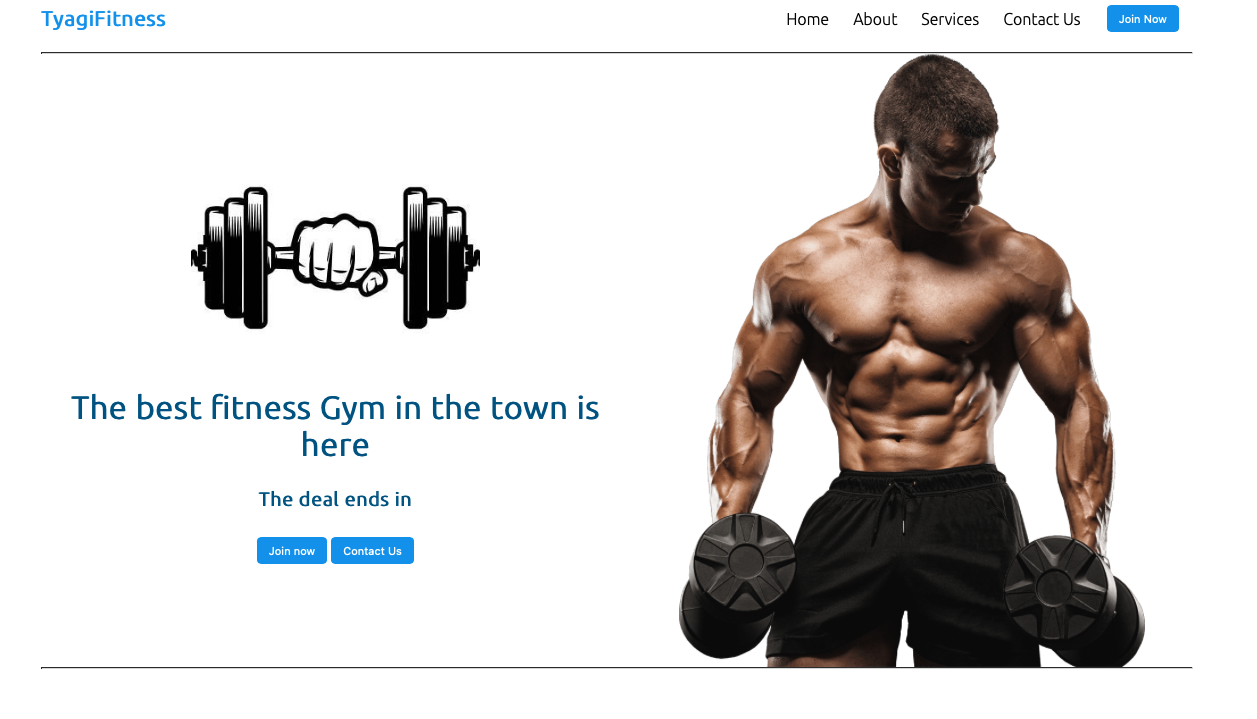 TyagiFitness
Home About Services Contact Us Join Now
The best fitness Gym in the town is
here
The deal ends in
Join now Contact Us